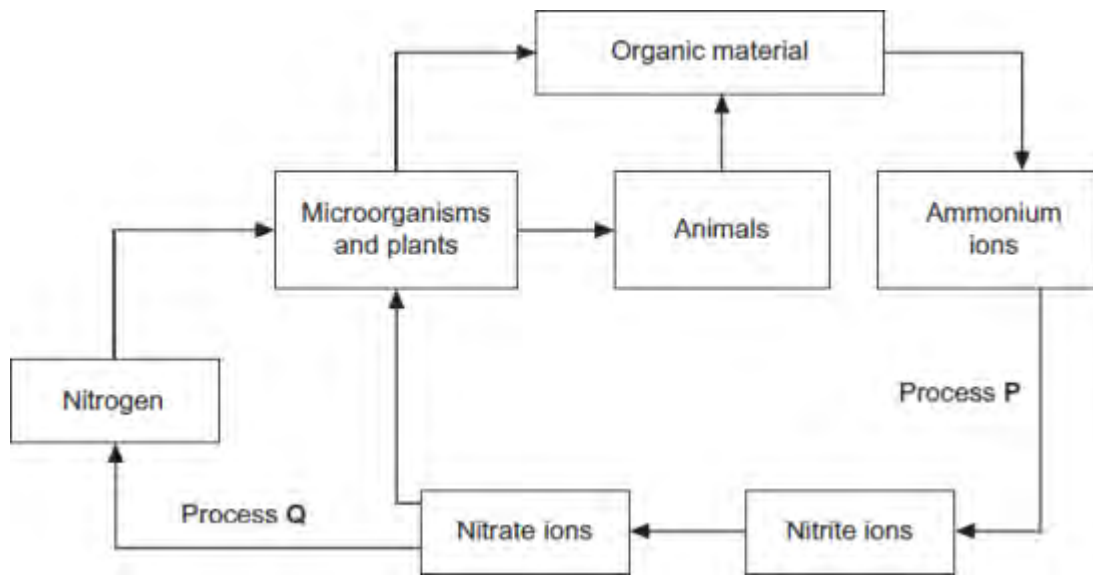 Organic material
Microorganisms
and plants
Animals
Ammonium
ions
Nitrogen
Process P
Process Q
Nitrate ions
Nitrite ions